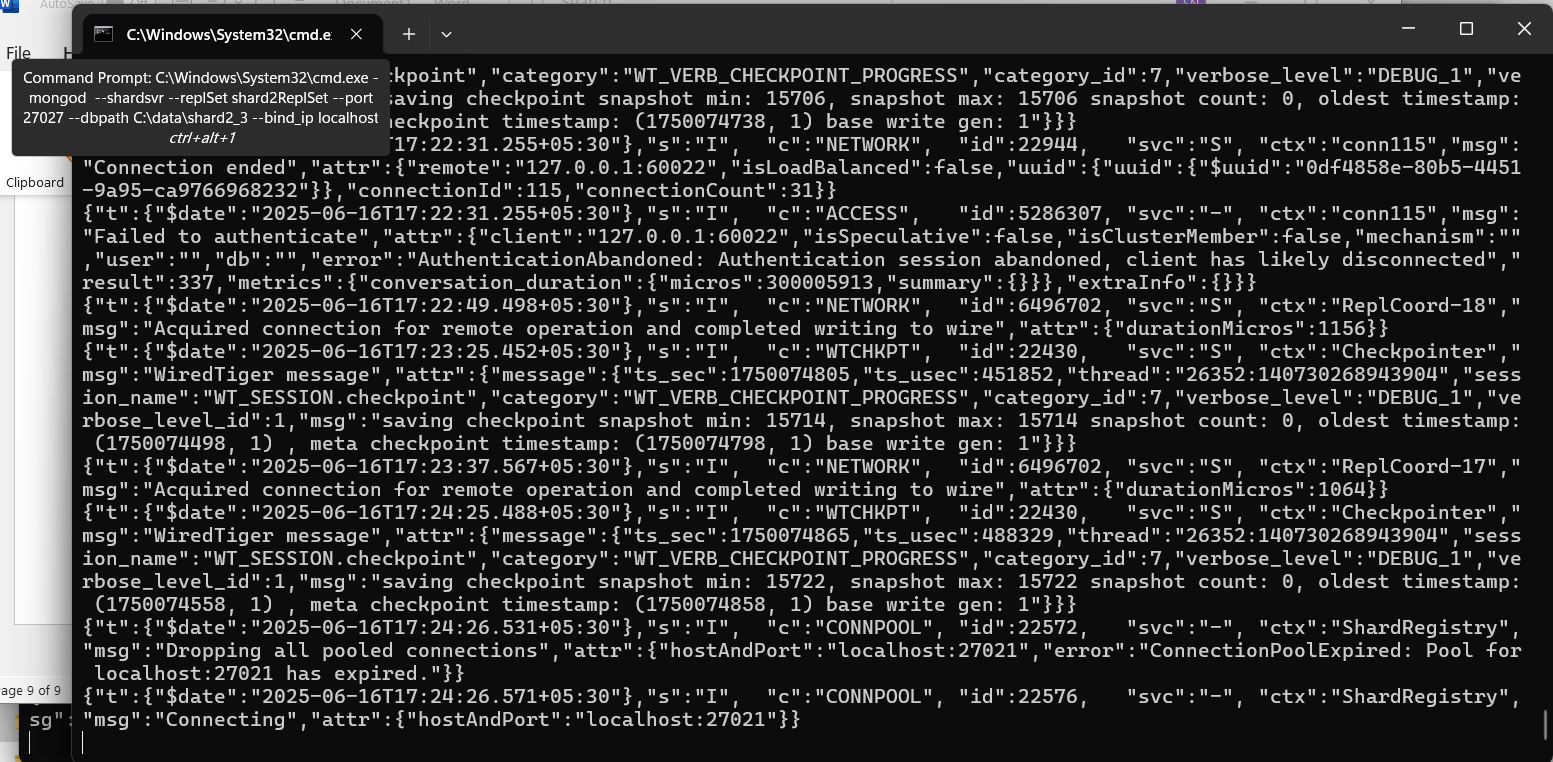 AutoSave
Off
Document1
Word
Search
C:\Windows\System32\cmd.e
File
Command Prompt: C:\Windows\System32\cmd.exe -
mongod --shardsvr --replSet shard2ReplSet --port
27027 --dbpath C:\data\shard2_3 --bind_ip localhost
ctrl+alt+1
Clipboard
age 9 of 9
sg":
kpoint","category":"WT_VERB_CHECKPOINT_PROGRESS","category_id":7,"verbose_level":"DEBUG_1","ve
saving checkpoint snapshot min: 15706, snapshot max: 15706 snapshot count: 0, oldest timestamp:
ckpoint timestamp: (1750074738, 1) base write gen: 1"}}}
17:22:31.255+05:30"},"s":"I", "c":"NETWORK", "id":22944, "svc":"S", "ctx":"conn115","msg":
"Connection ended","attr":{"remote":"127.0.0.1:60022","isLoadBalanced":false,"uuid":{"uuid":{"$uuid":"0df4858e-80b5-4451
-9a95-ca9766968232"}},"connectionId":115,"connectionCount":31}}
{"t":{"$date":"2025-06-16T17:22:31.255+05:30"},"s":"I", "c":"ACCESS", "id":5286307, "svc":"-", "ctx":"conn115","msg":
"Failed to authenticate","attr":{"client":"127.0.0.1:60022","isSpeculative":false,"isClusterMember":false,"mechanism":""
,"user":"","db":"","error":"AuthenticationAbandoned: Authentication session abandoned, client has likely disconnected","
result":337,"metrics":{"conversation_duration":{"micros":300005913,"summary":{}}},"extraInfo":{}}}
{"t":{"$date":"2025-06-16T17:22:49.498+05:30"},"s":"I", "c":"NETWORK", "id":6496702, "svc":"S", "ctx":"ReplCoord-18","
msg":"Acquired connection for remote operation and completed writing to wire","attr":{"durationMicros":1156}}
{"t":{"$date":"2025-06-16T17:23:25.452+05:30"},"s":"I", "c":"WTCHKPT", "id":22430, "svc":"S", "ctx":"Checkpointer","
msg":"WiredTiger message","attr":{"message":{"ts_sec":1750074805,"ts_usec":451852,"thread":"26352:140730268943904","sess
ion_name":"WT_SESSION.checkpoint","category":"WT_VERB_CHECKPOINT_PROGRESS","category_id":7,"verbose_level":"DEBUG_1","ve
rbose_level_id":1,"msg":"saving checkpoint snapshot min: 15714, snapshot max: 15714 snapshot count: 0, oldest timestamp:
(1750074498, 1) , meta checkpoint timestamp: (1750074798, 1) base write gen: 1"}}}
{"t":{"$date":"2025-06-16T17:23:37.567+05:30"},"s":"I", "c":"NETWORK", "id":6496702, "svc":"S", "ctx":"ReplCoord-17","
msg":"Acquired connection for remote operation and completed writing to wire","attr":{"durationMicros":1064}}
{"t":{"$date":"2025-06-16T17:24:25.488+05:30"},"s":"I", "c":"WTCHKPT", "id":22430, "svc":"S", "ctx":"Checkpointer","
msg":"WiredTiger message","attr":{"message":{"ts_sec":1750074865,"ts_usec":488329,"thread":"26352:140730268943904","sess
ion_name":"WT_SESSION.checkpoint","category":"WT_VERB_CHECKPOINT_PROGRESS","category_id":7,"verbose_level":"DEBUG_1","ve
rbose_level_id":1,"msg":"saving checkpoint snapshot min: 15722, snapshot max: 15722 snapshot count: 0, oldest timestamp:
(1750074558, 1) , meta checkpoint timestamp: (1750074858, 1) base write gen: 1"}}}
{"t":{"$date":"2025-06-16T17:24:26.531+05:30"},"s":"I", "c":"CONNPOOL", "id":22572, "svc":"-", "ctx":"ShardRegistry",
"msg":"Dropping all pooled connections","attr":{"hostAndPort":"localhost:27021","error":"ConnectionPoolExpired: Pool for
localhost:27021 has expired."}}
{"t":{"$date":"2025-06-16T17:24:26.571+05:30"},"s":"I", "c":"CONNPOOL", "id":22576, "svc":"-", "ctx":"ShardRegistry",
"msg":"Connecting","attr":{"hostAndPort":"localhost:27021"}}